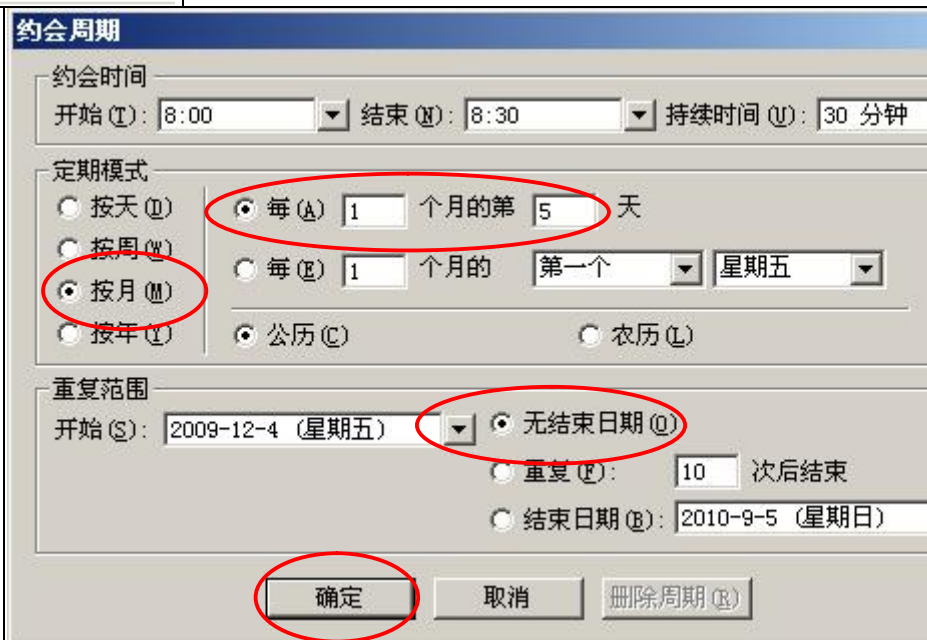 约会周期
约会时间
开始(T): 8:00 结束(N): 8:30 持续时间(U): 30 分钟
定期模式
按天(D) 每(A) 1 个月的第 5 天
按周(W)
每(E) 1 个月的 第一个 星期五
按月(M)
按年(Y) 公历(C) 农历(L)
重复范围
开始(S): 2009-12-4 (星期五) 无结束日期(O)
重复(F): 10 次后结束
结束日期(B): 2010-9-5 (星期日)
确定 取消 删除周期(R)